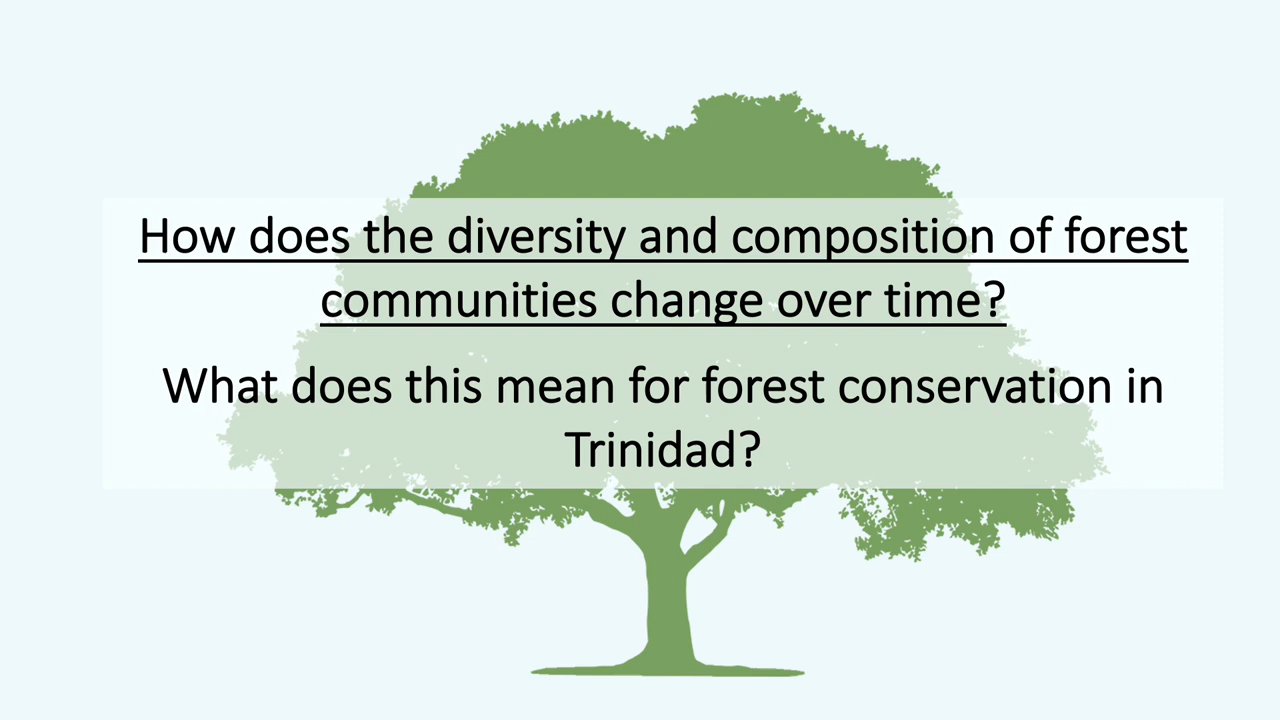 How does the diversity and composition of forest
communities change over time?
What does this mean for forest conservation in
Trinidad?